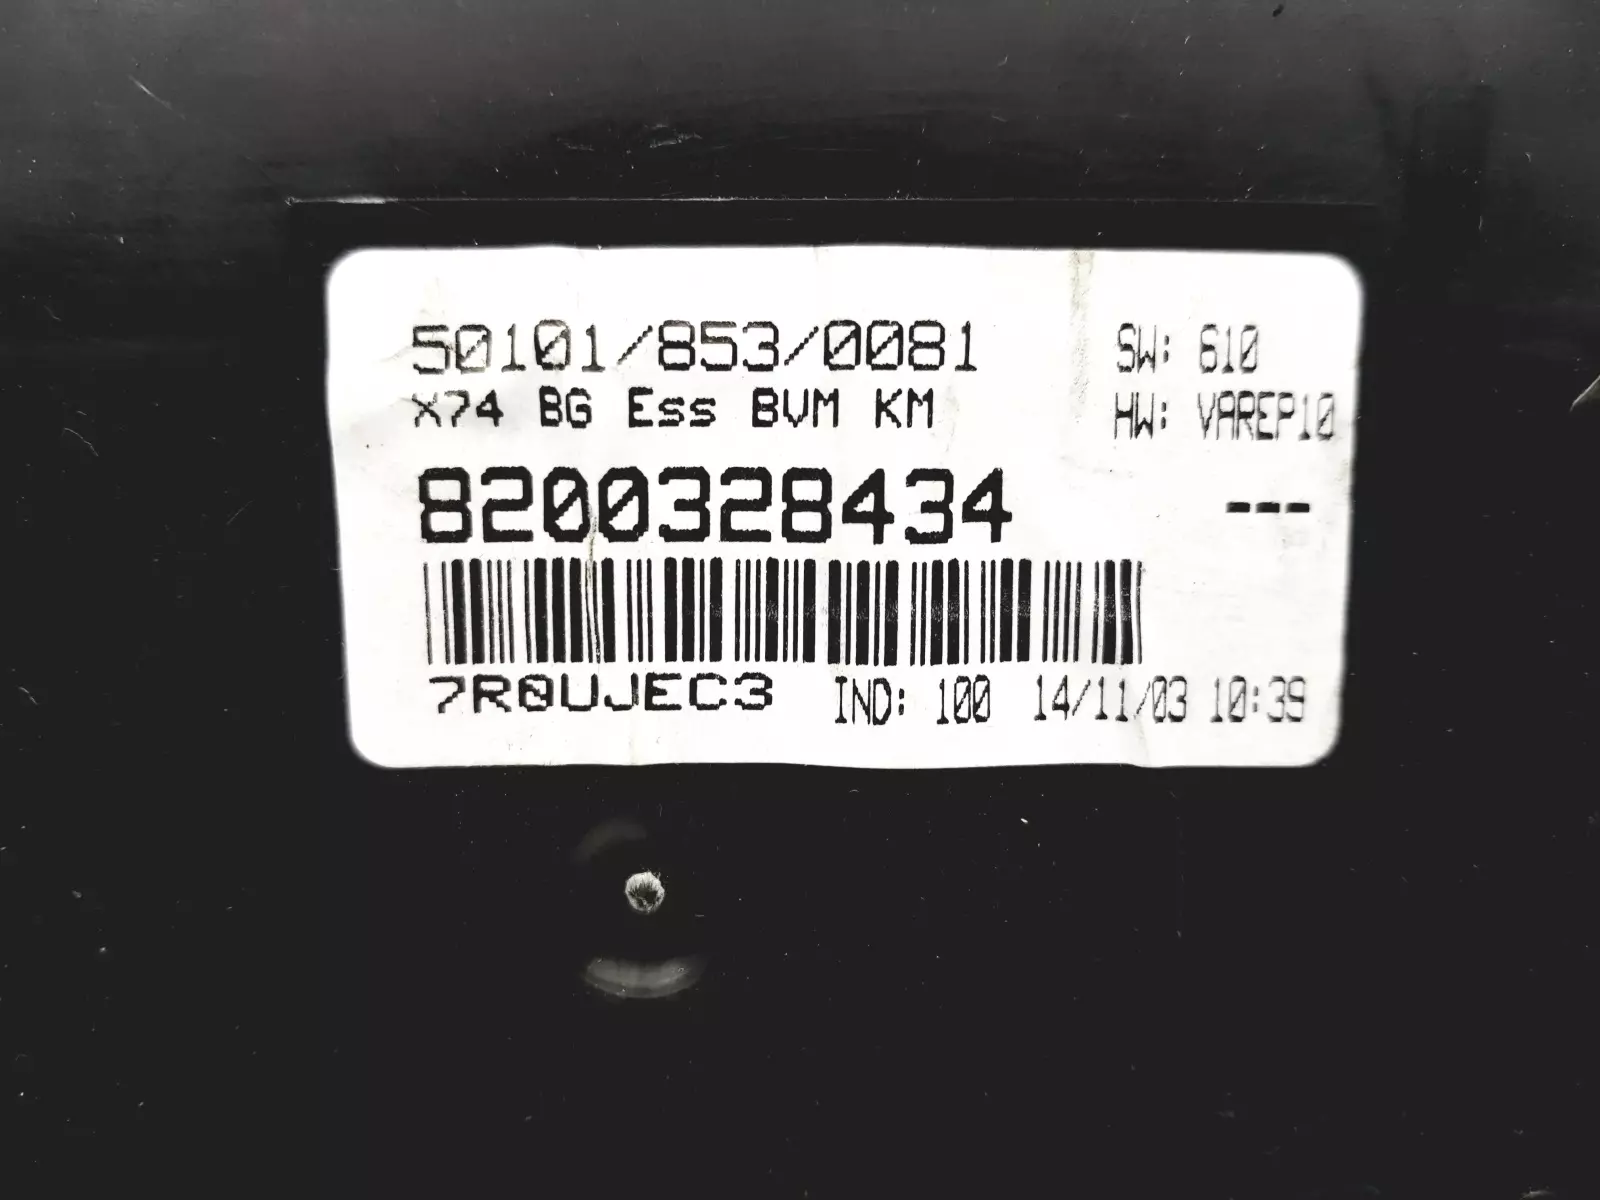 50101/853/0081
SW: 610
X74 BG Ess BVM KM
HW: VAREP10
8200328434
---
7R0UJEC3
IND: 100 14/11/03 10:39